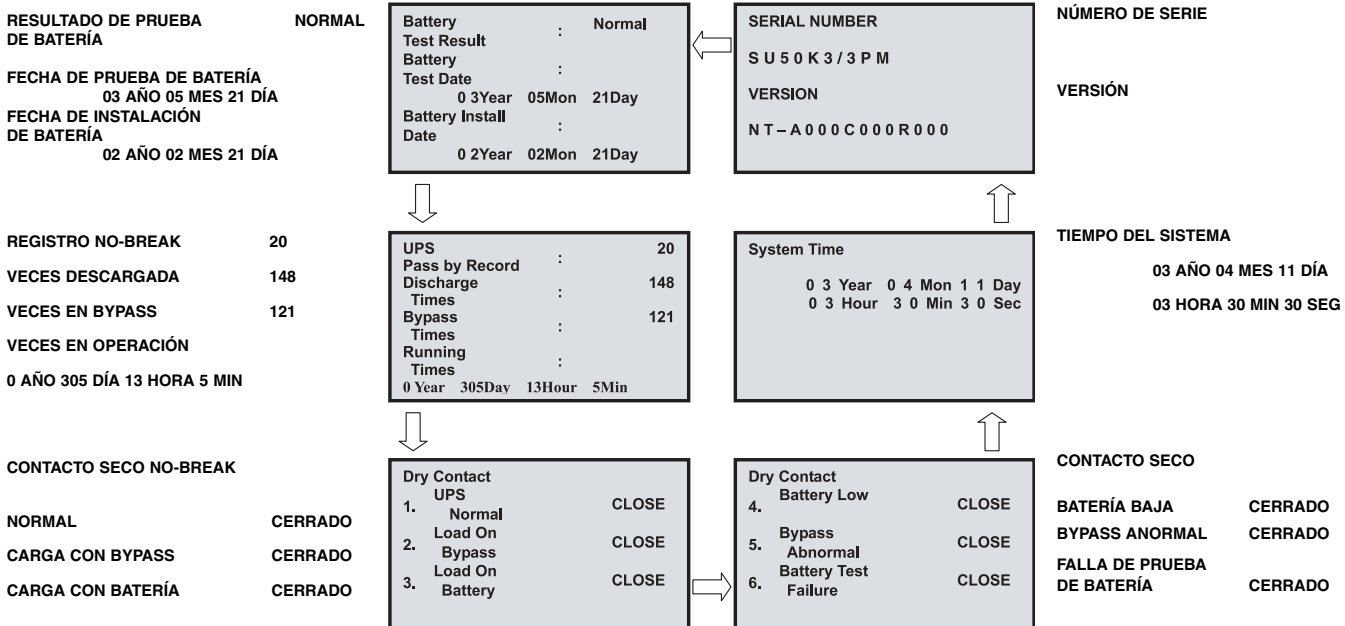 RESULTADO DE PRUEBA NORMAL
DE BATERÍA
FECHA DE PRUEBA DE BATERÍA
03 AÑO 05 MES 21 DÍA
FECHA DE INSTALACIÓN
DE BATERÍA
02 AÑO 02 MES 21 DÍA
Battery : Normal
Test Result
Battery :
Test Date
0 3Year 05Mon 21Day
Battery Install :
Date
0 2Year 02Mon 21Day
SERIAL NUMBER
S U 5 0 K 3 / 3 P M
VERSION
N T – A 0 0 0 C 0 0 0 R 0 0 0
NÚMERO DE SERIE
VERSIÓN
REGISTRO NO-BREAK 20
VECES DESCARGADA 148
VECES EN BYPASS 121
VECES EN OPERACIÓN
0 AÑO 305 DÍA 13 HORA 5 MIN
UPS : 20
Pass by Record
Discharge : 148
Times
Bypass : 121
Times
Running :
Times
0 Year 305Day 13Hour 5Min
System Time
0 3 Year 0 4 Mon 1 1 Day
0 3 Hour 3 0 Min 3 0 Sec
TIEMPO DEL SISTEMA
03 AÑO 04 MES 11 DÍA
03 HORA 30 MIN 30 SEG
CONTACTO SECO NO-BREAK
NORMAL CERRADO
CARGA CON BYPASS CERRADO
CARGA CON BATERÍA CERRADO
Dry Contact
1. UPS CLOSE
Normal
2. Load On CLOSE
Bypass
3. Load On CLOSE
Battery
Dry Contact
4. Battery Low CLOSE
5. Bypass CLOSE
Abnormal
6. Battery Test CLOSE
Failure
CONTACTO SECO
BATERÍA BAJA CERRADO
BYPASS ANORMAL CERRADO
FALLA DE PRUEBA
DE BATERÍA CERRADO